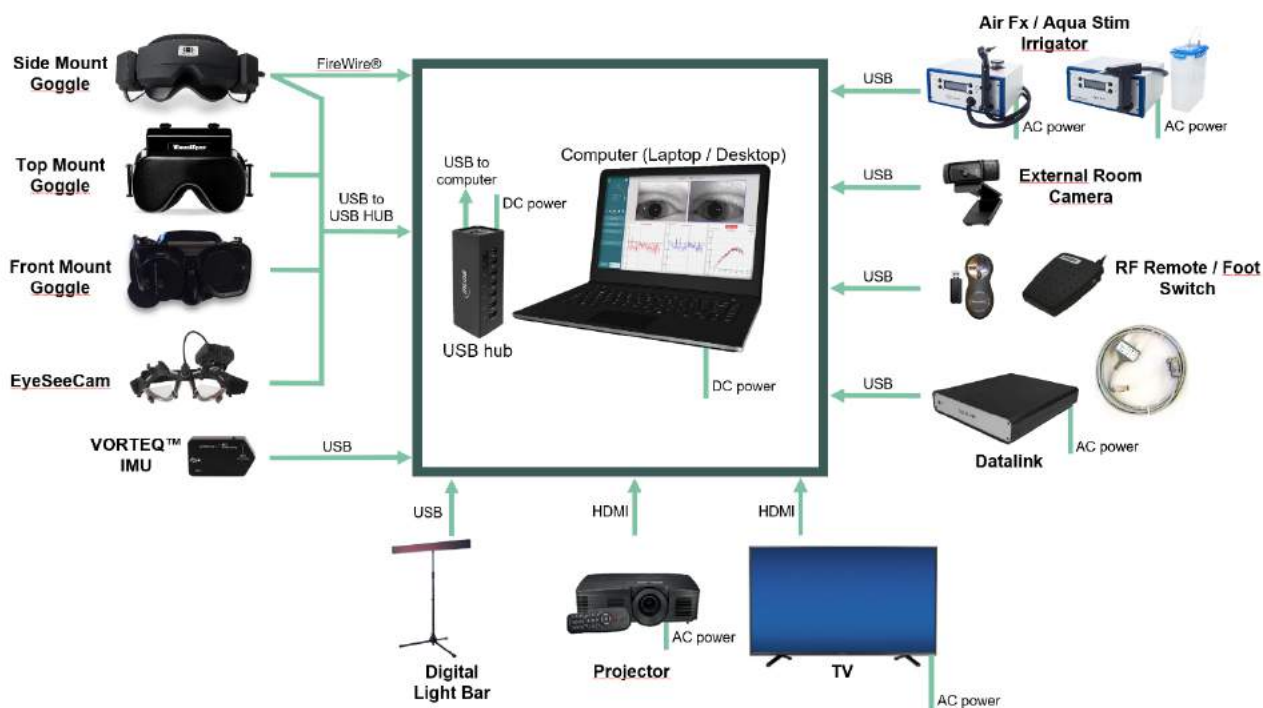 Side Mount
Goggle
FireWire®
Top Mount
Goggle
USB to
USB HUB
Front Mount
Goggle
EyeSeeCam
VORTEQ™
IMU
USB
USB to
computer
DC power
USB hub
Computer (Laptop / Desktop)
DC power
Air Fx / Aqua Stim
Irrigator
USB
AC power
AC power
USB
External Room
Camera
USB
RF Remote / Foot
Switch
USB
Datalink
AC power
USB
Digital
Light Bar
HDMI
AC power
Projector
HDMI
TV
AC power